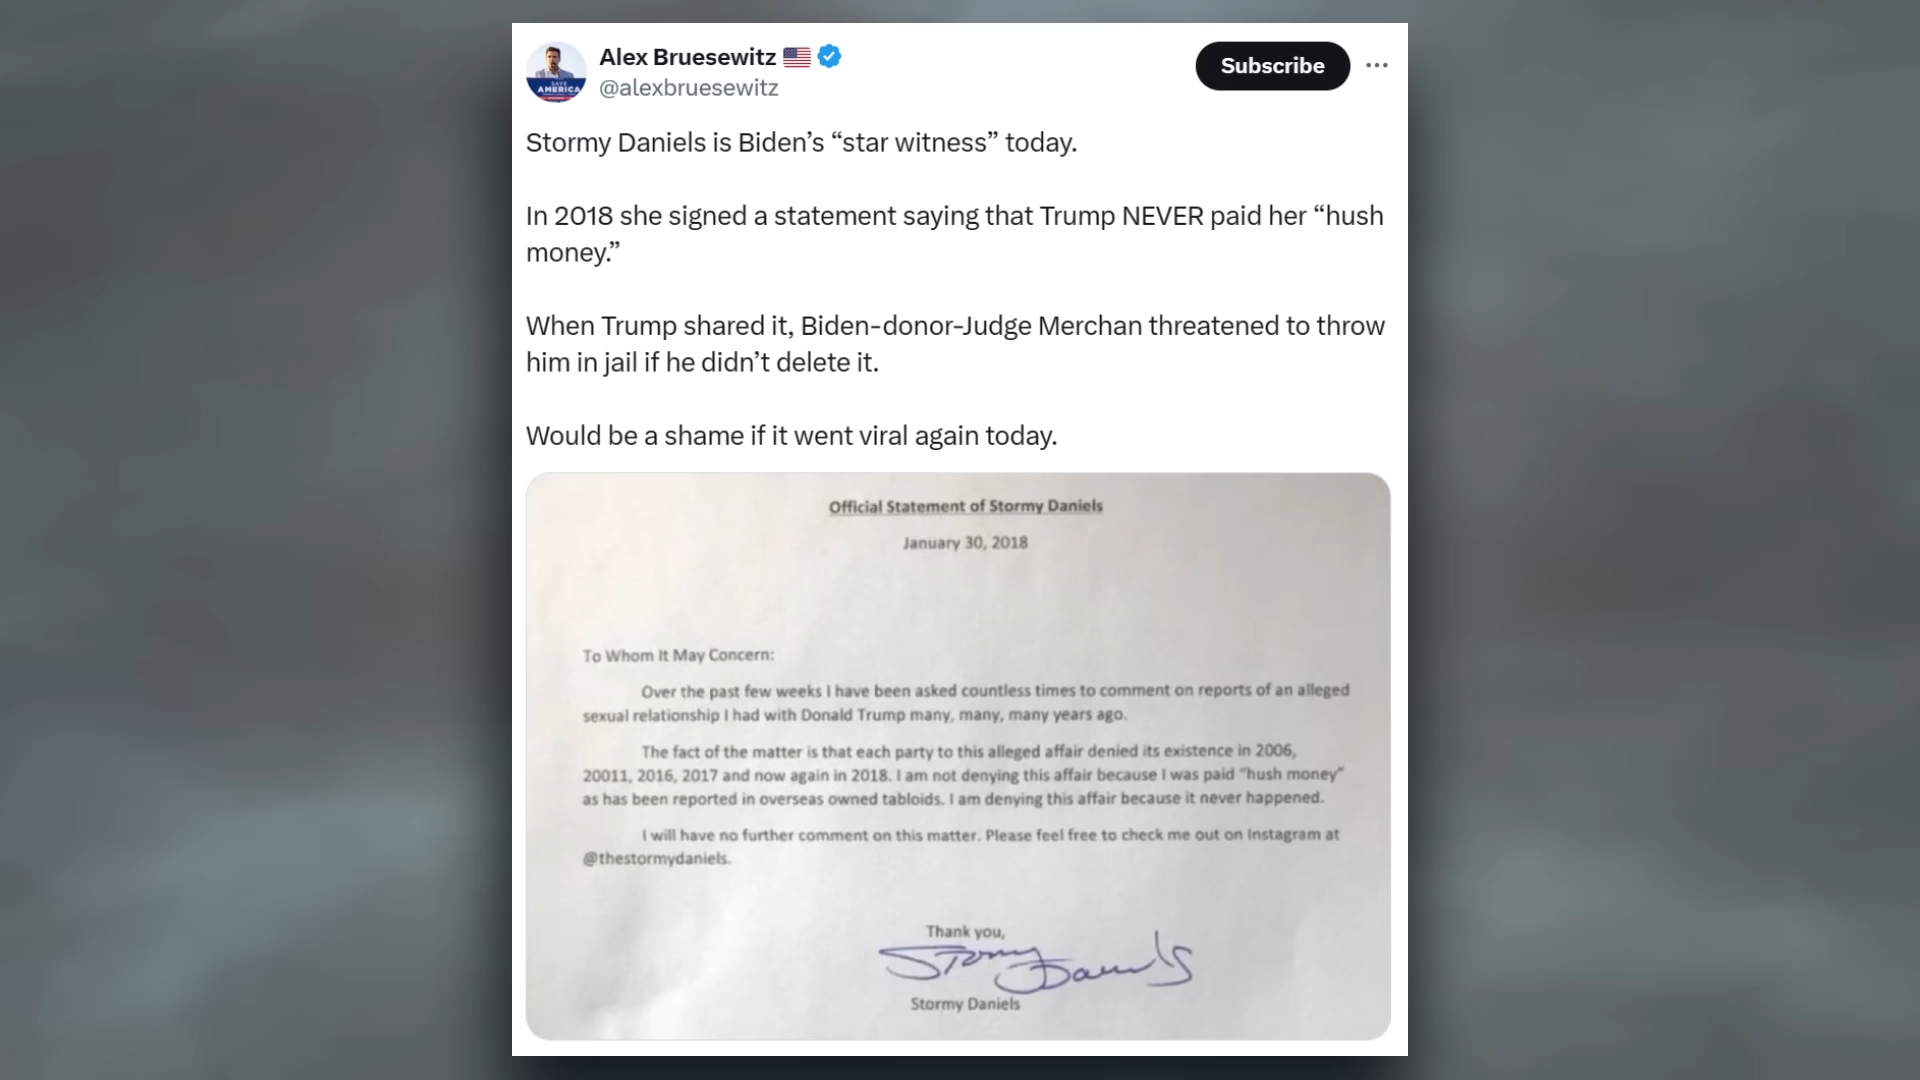 Alex Bruesewitz
@alexbruesewitz
Subscribe
SAVE
AMERICA
Stormy Daniels is Biden’s “star witness” today.
In 2018 she signed a statement saying that Trump NEVER paid her “hush
money.”
When Trump shared it, Biden-donor-Judge Merchan threatened to throw
him in jail if he didn’t delete it.
Would be a shame if it went viral again today.
Official Statement of Stormy Daniels
January 30, 2018
To Whom It May Concern:
Over the past few weeks I have been asked countless times to comment on reports of an alleged
sexual relationship I had with Donald Trump many, many, many years ago.
The fact of the matter is that each party to this alleged affair denied its existence in 2006,
20011, 2016, 2017 and now again in 2018. I am not denying this affair because I was paid "hush money"
as has been reported in overseas owned tabloids. I am denying this affair because it never happened.
I will have no further comment on this matter. Please feel free to check me out on Instagram at
@thestormydaniels.
Thank you,
Stormy Daniels
Stormy Daniels